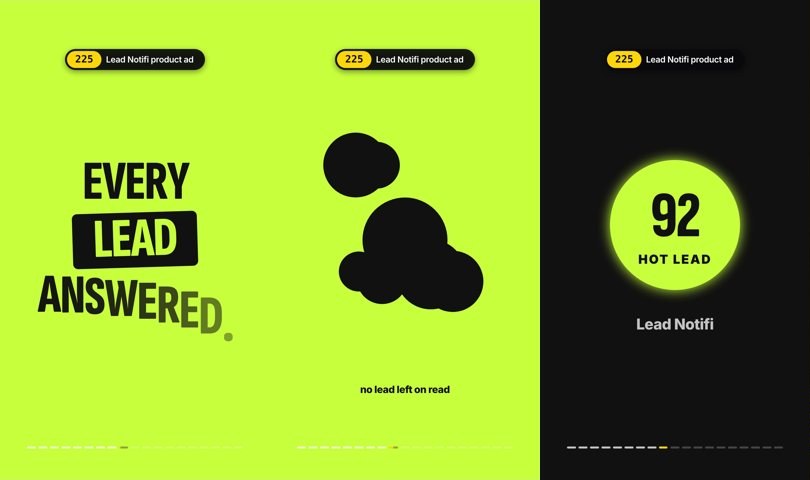 225 Lead Notifi product ad
EVERY
LEAD
ANSWERED.
225 Lead Notifi product ad
no lead left on read
225 Lead Notifi product ad
92
HOT LEAD
Lead Notifi